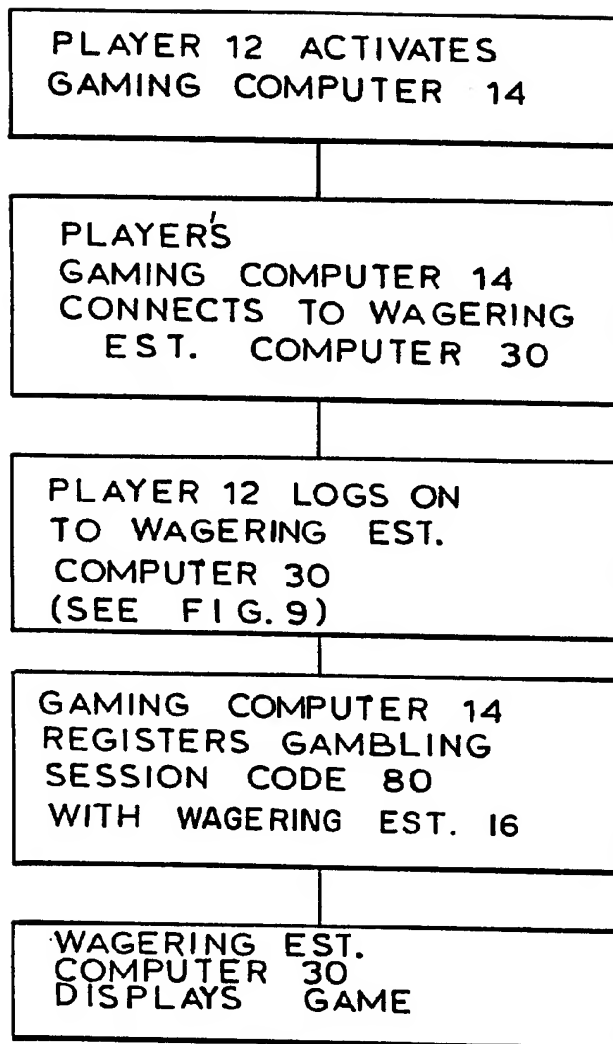 PLAYER 12 ACTIVATES
GAMING COMPUTER 14
PLAYER'S
GAMING COMPUTER 14
CONNECTS TO WAGERING
EST. COMPUTER 30
PLAYER 12 LOGS ON
TO WAGERING EST.
COMPUTER 30
(SEE FIG. 9)
GAMING COMPUTER 14
REGISTERS GAMBLING
SESSION CODE 80
WITH WAGERING EST. 16
WAGERING EST.
COMPUTER 30
DISPLAYS GAME